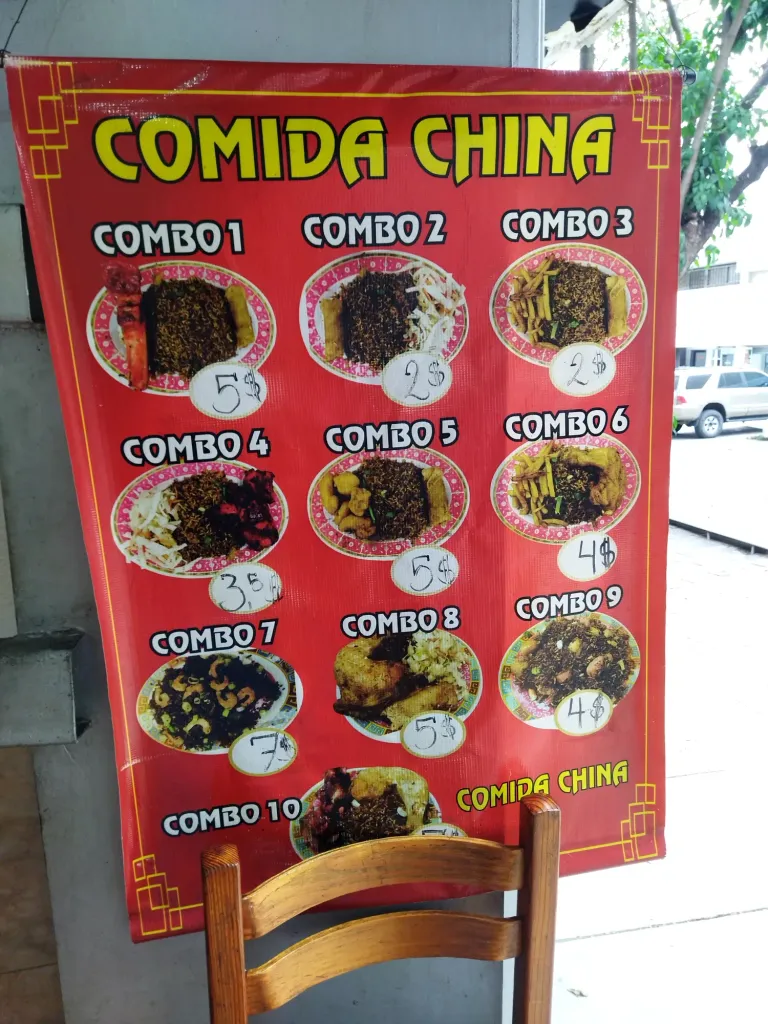 COMIDA CHINA
COMBO 1
COMBO 2
COMBO 3
5$
2$
2$
COMBO 4
COMBO 5
COMBO 6
3,5$
5$
4$
COMBO 7
COMBO 8
COMBO 9
7$
5$
4$
COMBO 10
COMIDA CHINA